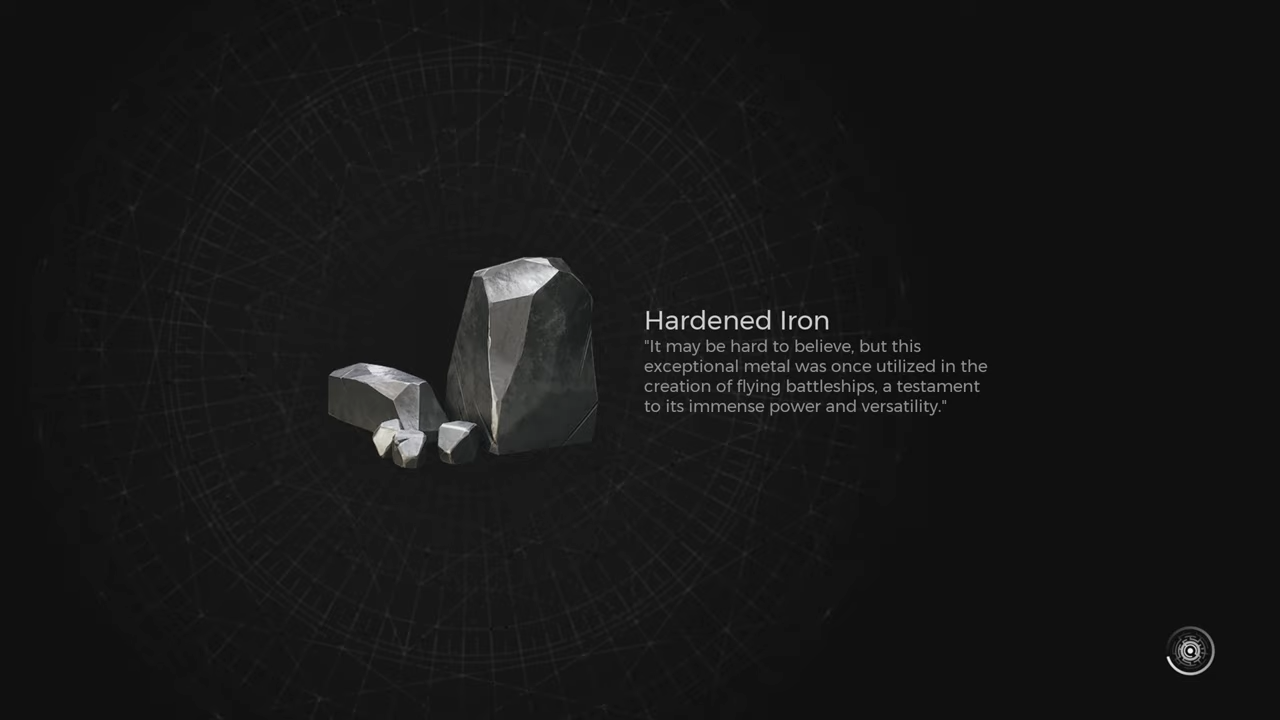 Hardened Iron
"It may be hard to believe, but this
exceptional metal was once utilized in the
creation of flying battleships, a testament
to its immense power and versatility."